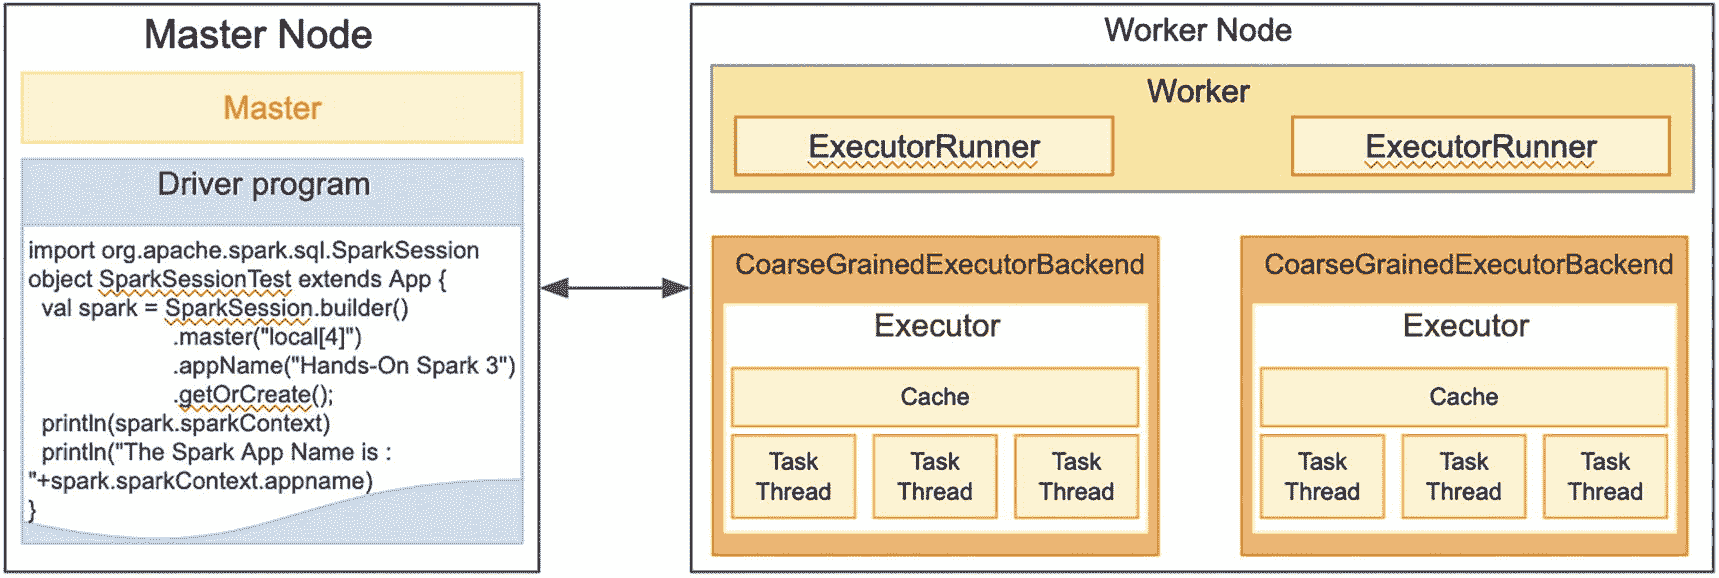 Master Node
Master
Driver program
import org.apache.spark.sql.SparkSession
object SparkSessionTest extends App {
val spark = SparkSession.builder()
.master("local[4]")
.appName("Hands-On Spark 3")
.getOrCreate();
println(spark.sparkContext)
println("The Spark App Name is :
"+spark.sparkContext.appname)
}
Worker Node
Worker
ExecutorRunner
ExecutorRunner
CoarseGrainedExecutorBackend
Executor
Cache
Task
Thread
Task
Thread
Task
Thread
CoarseGrainedExecutorBackend
Executor
Cache
Task
Thread
Task
Thread
Task
Thread